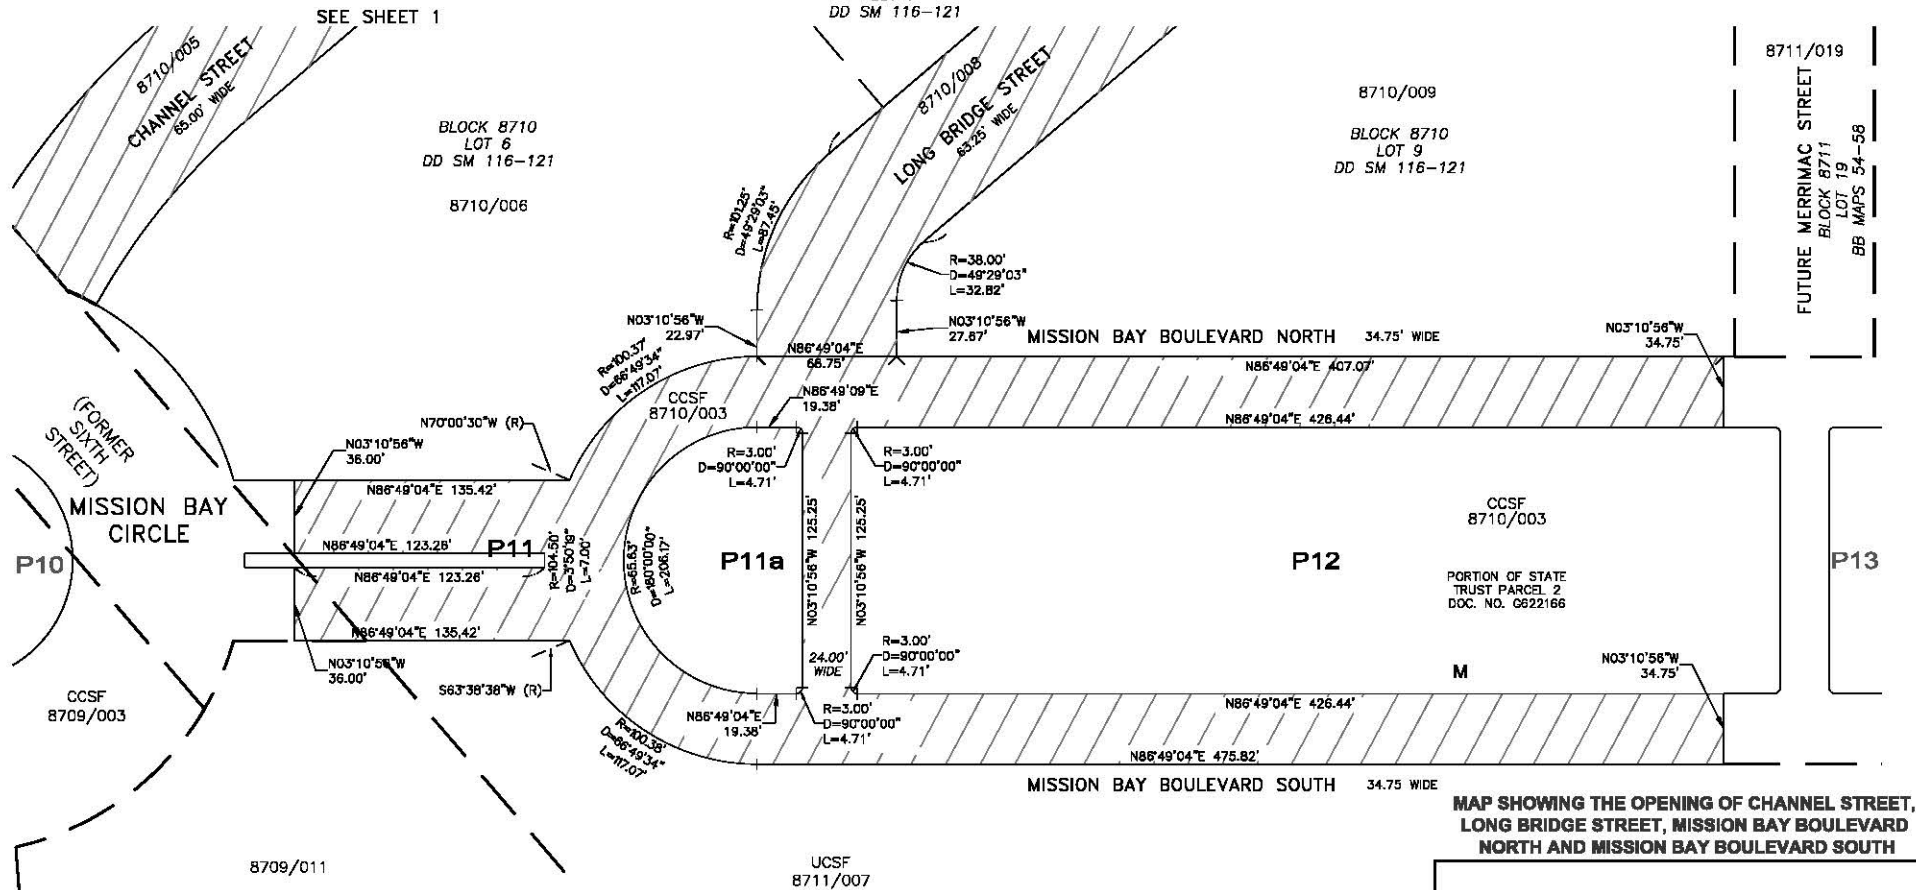 SEE SHEET 1
DD SM 116-121
8710/005
CHANNEL STREET
65.00' WIDE
BLOCK 8710
LOT 6
DD SM 116-121
8710/006
8710/008
LONG BRIDGE STREET
63.25' WIDE
8710/009
BLOCK 8710
LOT 9
DD SM 116-121
8711/019
FUTURE MERRIMAC STREET
BLOCK 8711
LOT 19
BB MAPS 54-58
R=101.25'
D=49°29'03"
L=87.45'
R=38.00'
D=49°29'03"
L=32.82'
N03°10'56"W
22.97'
N03°10'56"W
27.87'
MISSION BAY BOULEVARD NORTH 34.75' WIDE
N03°10'56"W
34.75'
N86°49'04"E
66.75'
N86°49'04"E 407.07'
R=100.37'
D=66°49'34"
L=117.07'
CCSF
8710/003
N86°49'09"E
19.38'
N86°49'04"E 426.44'
(FORMER
SIXTH
STREET)
N70°00'30"W (R)
N03°10'56"W
36.00'
R=3.00'
D=90°00'00"
L=4.71'
R=3.00'
D=90°00'00"
L=4.71'
N86°49'04"E 135.42'
MISSION BAY
CIRCLE
CCSF
8710/003
P10
N86°49'04"E 123.26'
P11
N86°49'04"E 123.26'
R=104.50'
D=3°50'19"
L=7.00'
R=65.63'
D=180°00'00"
L=206.17'
P11a
N03°10'56"W 125.25'
N03°10'56"W 125.25'
P12
P13
PORTION OF STATE
TRUST PARCEL 2
DOC. NO. G622166
N86°49'04"E 135.42'
N03°10'56"W
36.00'
24.00'
WIDE
R=3.00'
D=90°00'00"
L=4.71'
M
N03°10'56"W
34.75'
CCSF
8709/003
S63°38'38"W (R)
N86°49'04"E
19.38'
R=3.00'
D=90°00'00"
L=4.71'
N86°49'04"E 426.44'
R=100.38'
D=66°49'34"
L=117.07'
N86°49'04"E 475.82'
MISSION BAY BOULEVARD SOUTH 34.75 WIDE
MAP SHOWING THE OPENING OF CHANNEL STREET,
LONG BRIDGE STREET, MISSION BAY BOULEVARD
NORTH AND MISSION BAY BOULEVARD SOUTH
8709/011
UCSF
8711/007